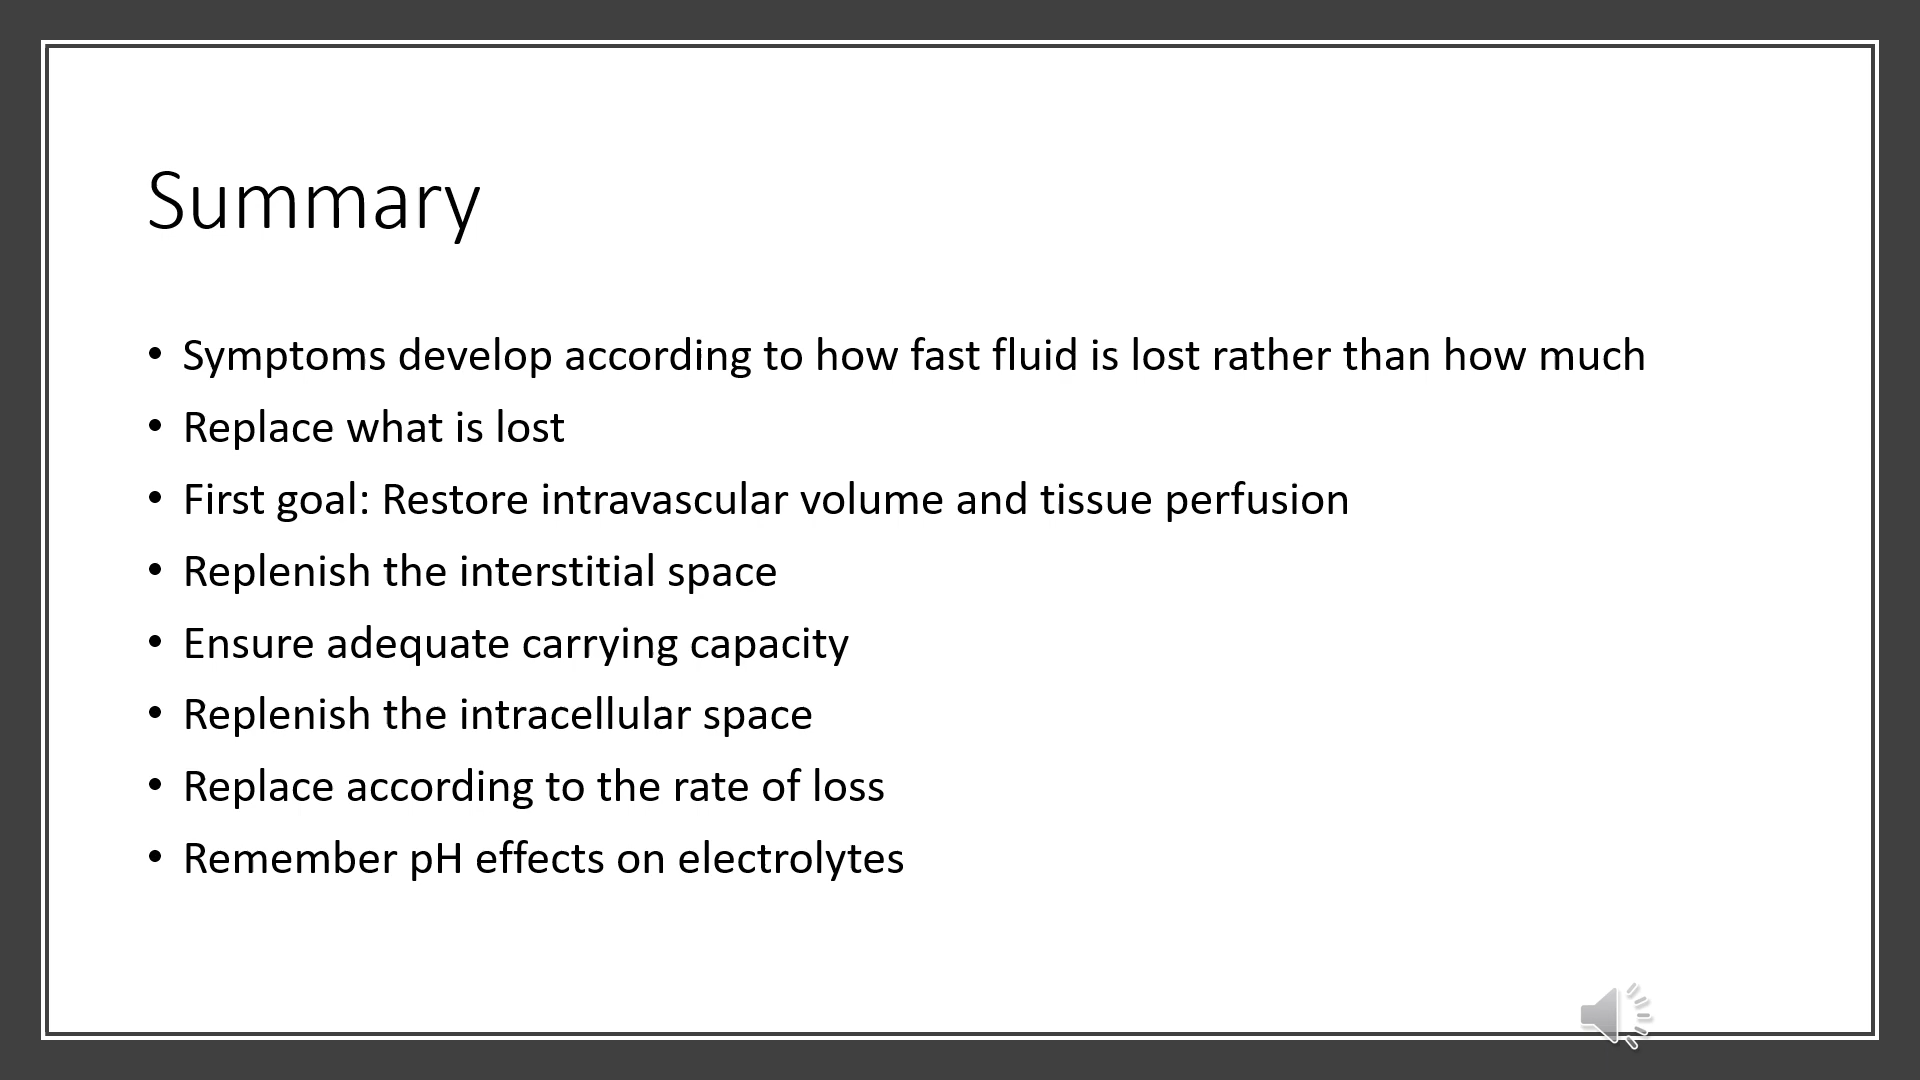 Summary
• Symptoms develop according to how fast fluid is lost rather than how much
• Replace what is lost
• First goal: Restore intravascular volume and tissue perfusion
• Replenish the interstitial space
• Ensure adequate carrying capacity
• Replenish the intracellular space
• Replace according to the rate of loss
• Remember pH effects on electrolytes